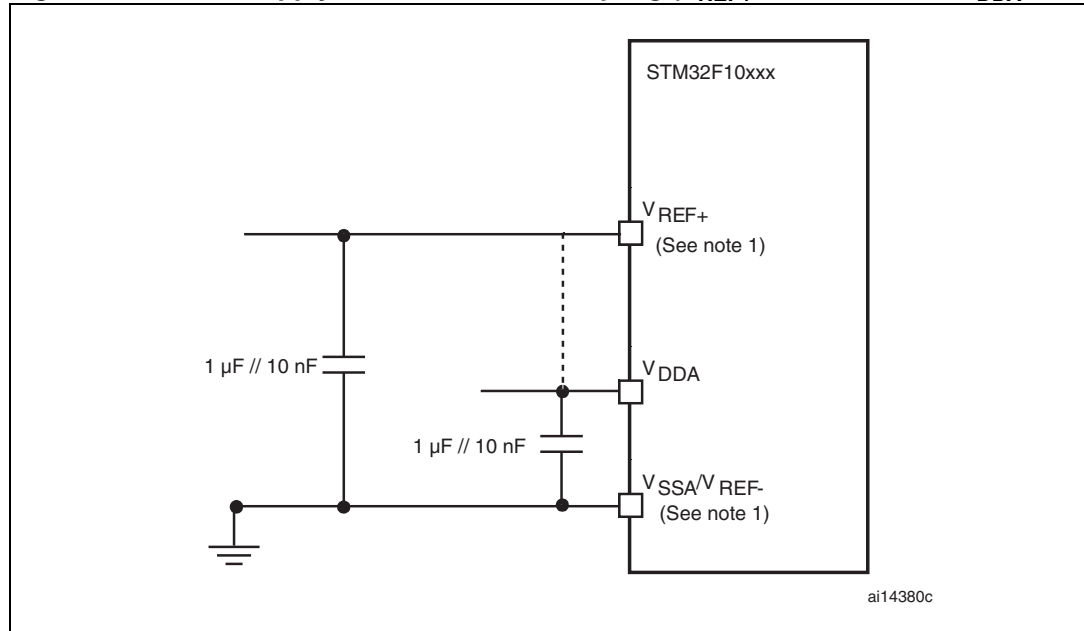 STM32F10xxx
VREF+
(See note 1)
1 µF // 10 nF
VDDA
1 µF // 10 nF
VSSA/VREF-
(See note 1)
ai14380c